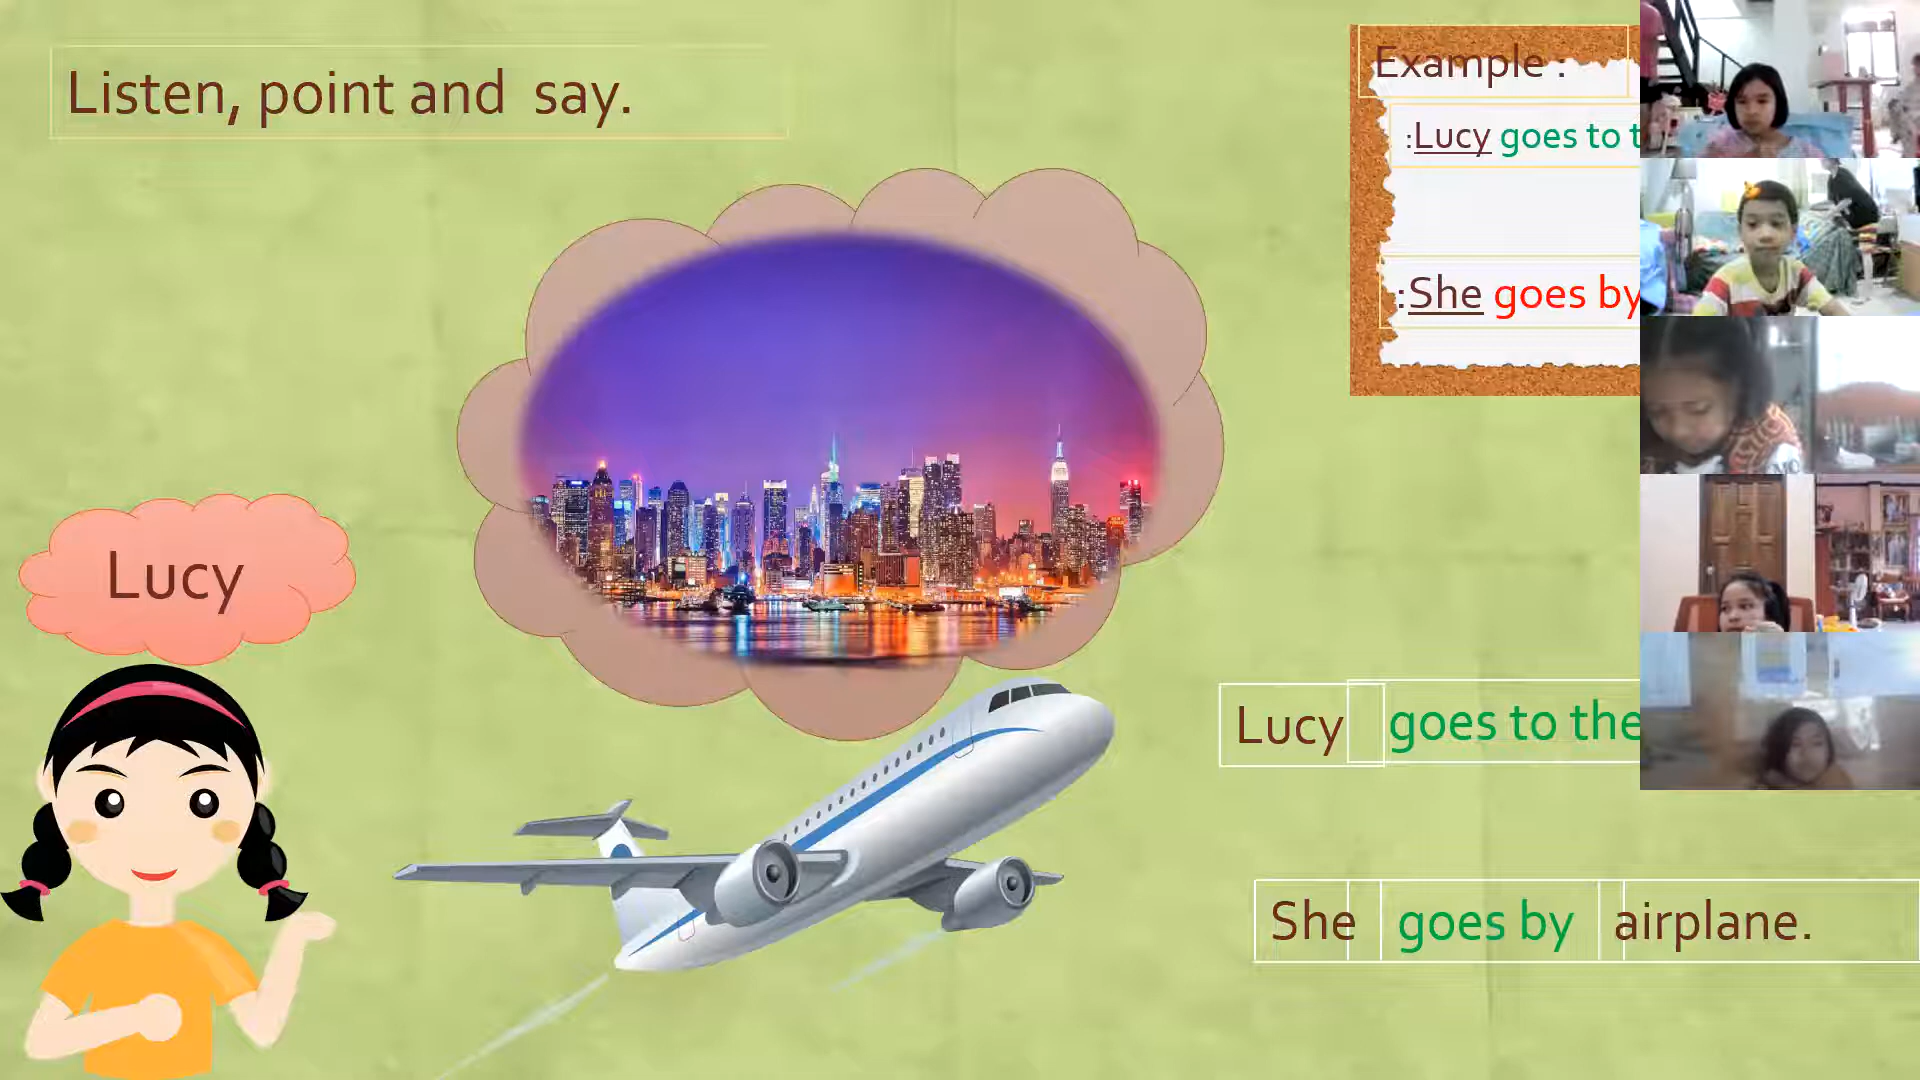 Listen, point and say.
Example :
:Lucy goes to t
:She goes by
Lucy
Lucy goes to the
She goes by airplane.